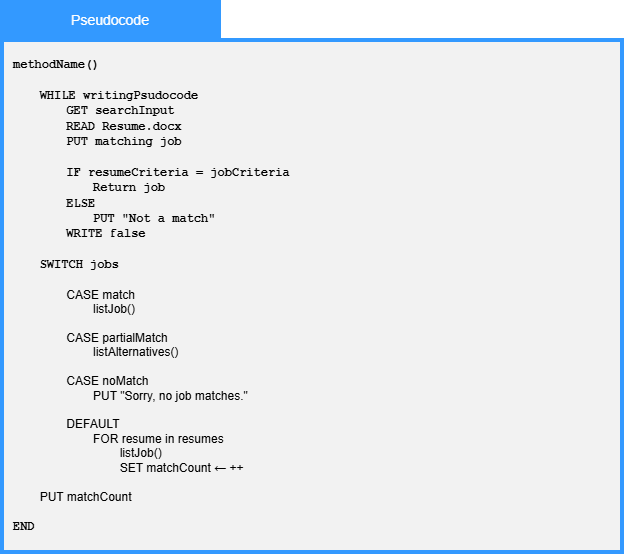 Pseudocode
methodName()
WHILE writingPsudocode
GET searchInput
READ Resume.docx
PUT matching job
IF resumeCriteria = jobCriteria
Return job
ELSE
PUT "Not a match"
WRITE false
SWITCH jobs
CASE match
listJob()
CASE partialMatch
listAlternatives()
CASE noMatch
PUT "Sorry, no job matches."
DEFAULT
FOR resume in resumes
listJob()
SET matchCount ← ++
PUT matchCount
END